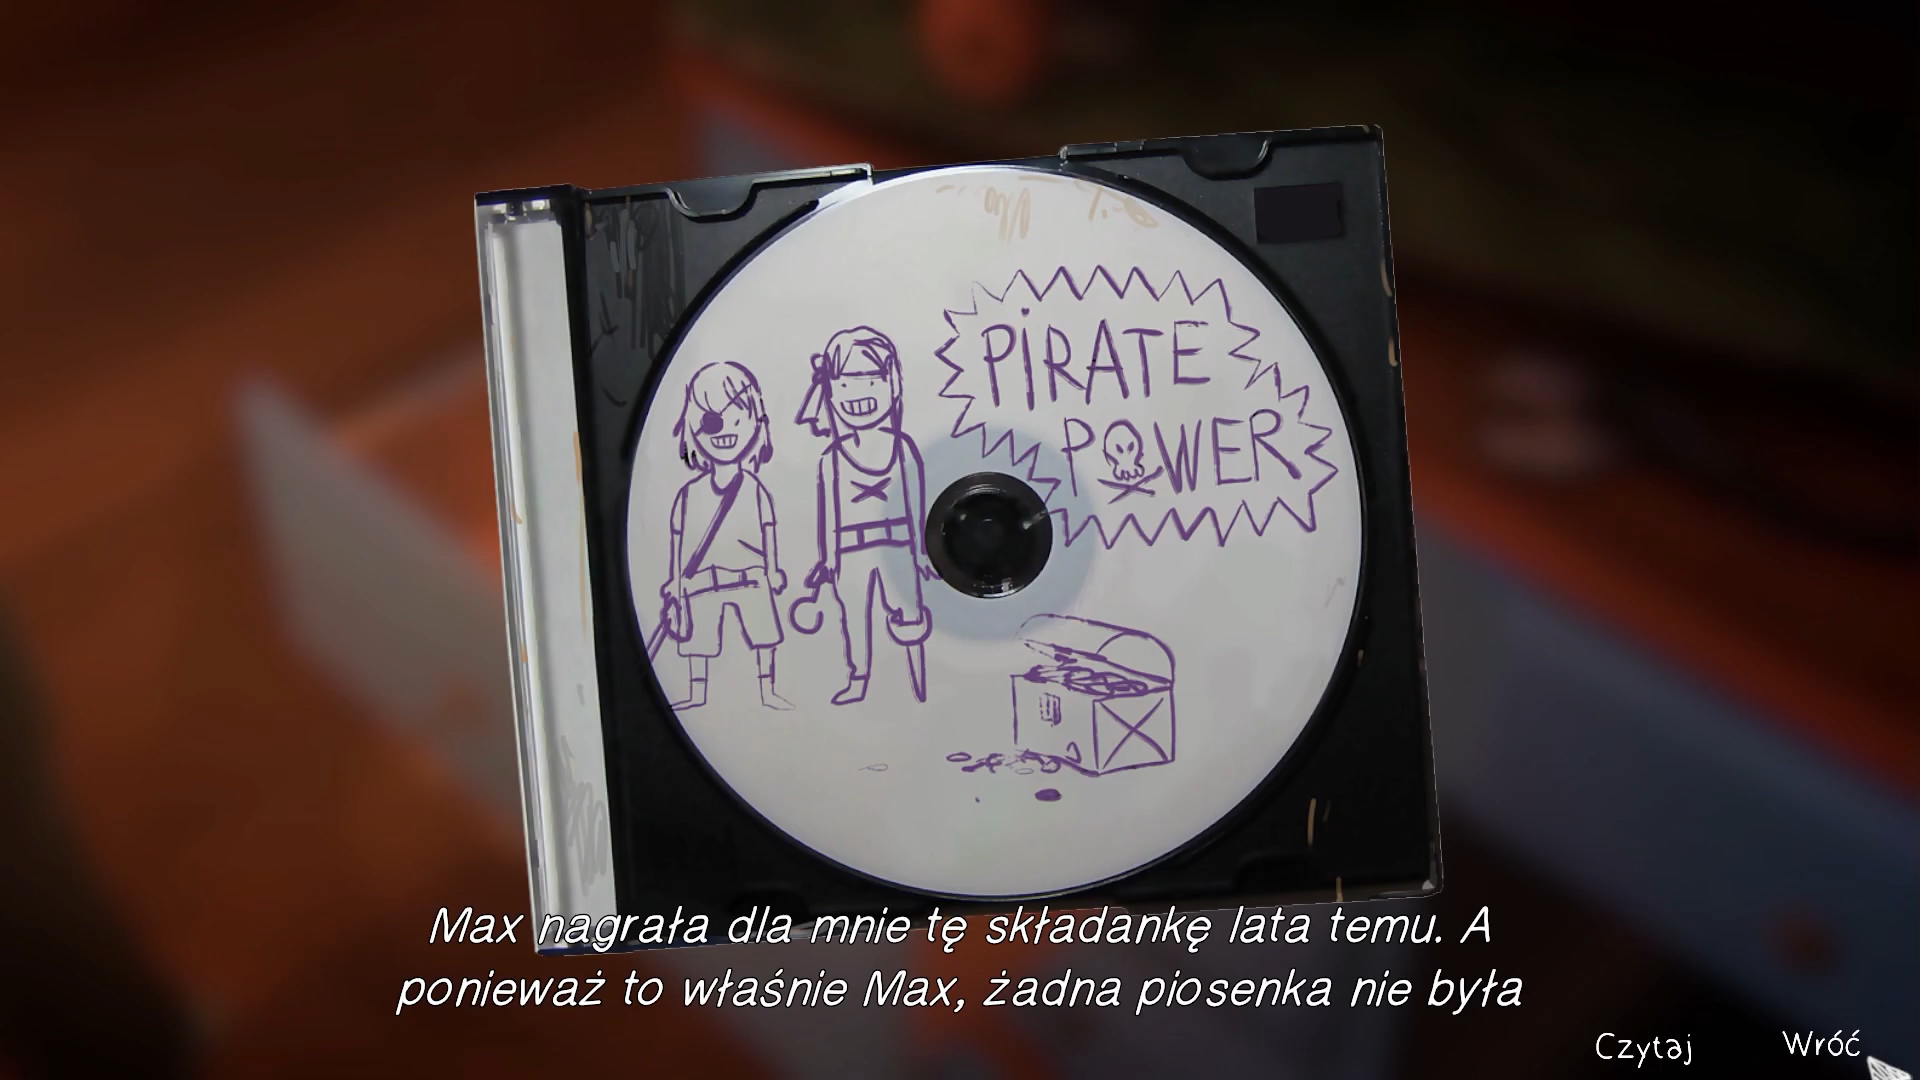 PiRATE
POWER
Max nagrała dla mnie tę składankę lata temu. A
ponieważ to właśnie Max, żadna piosenka nie była
Czytaj Wróć